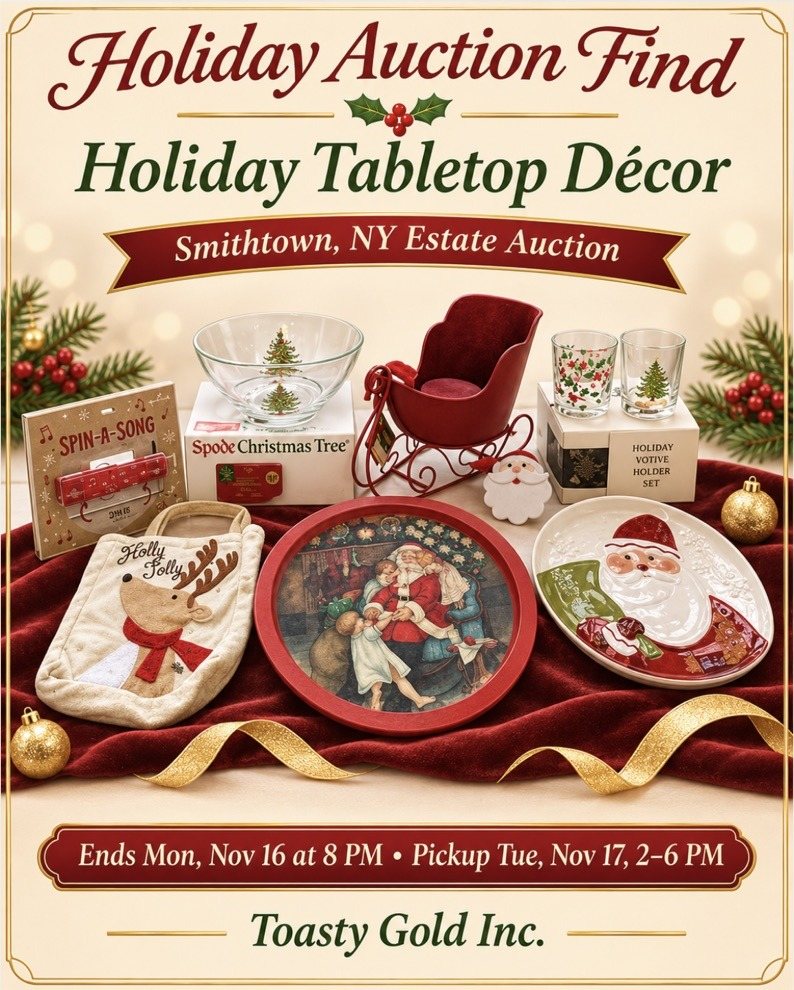 Holiday Auction Find
Holiday Tabletop Décor
Smithtown, NY Estate Auction
SPIN-A-SONG
Spode Christmas Tree®
HOLIDAY
VOTIVE
HOLDER
SET
Holly
Jolly
Ends Mon, Nov 16 at 8 PM • Pickup Tue, Nov 17, 2–6 PM
Toasty Gold Inc.